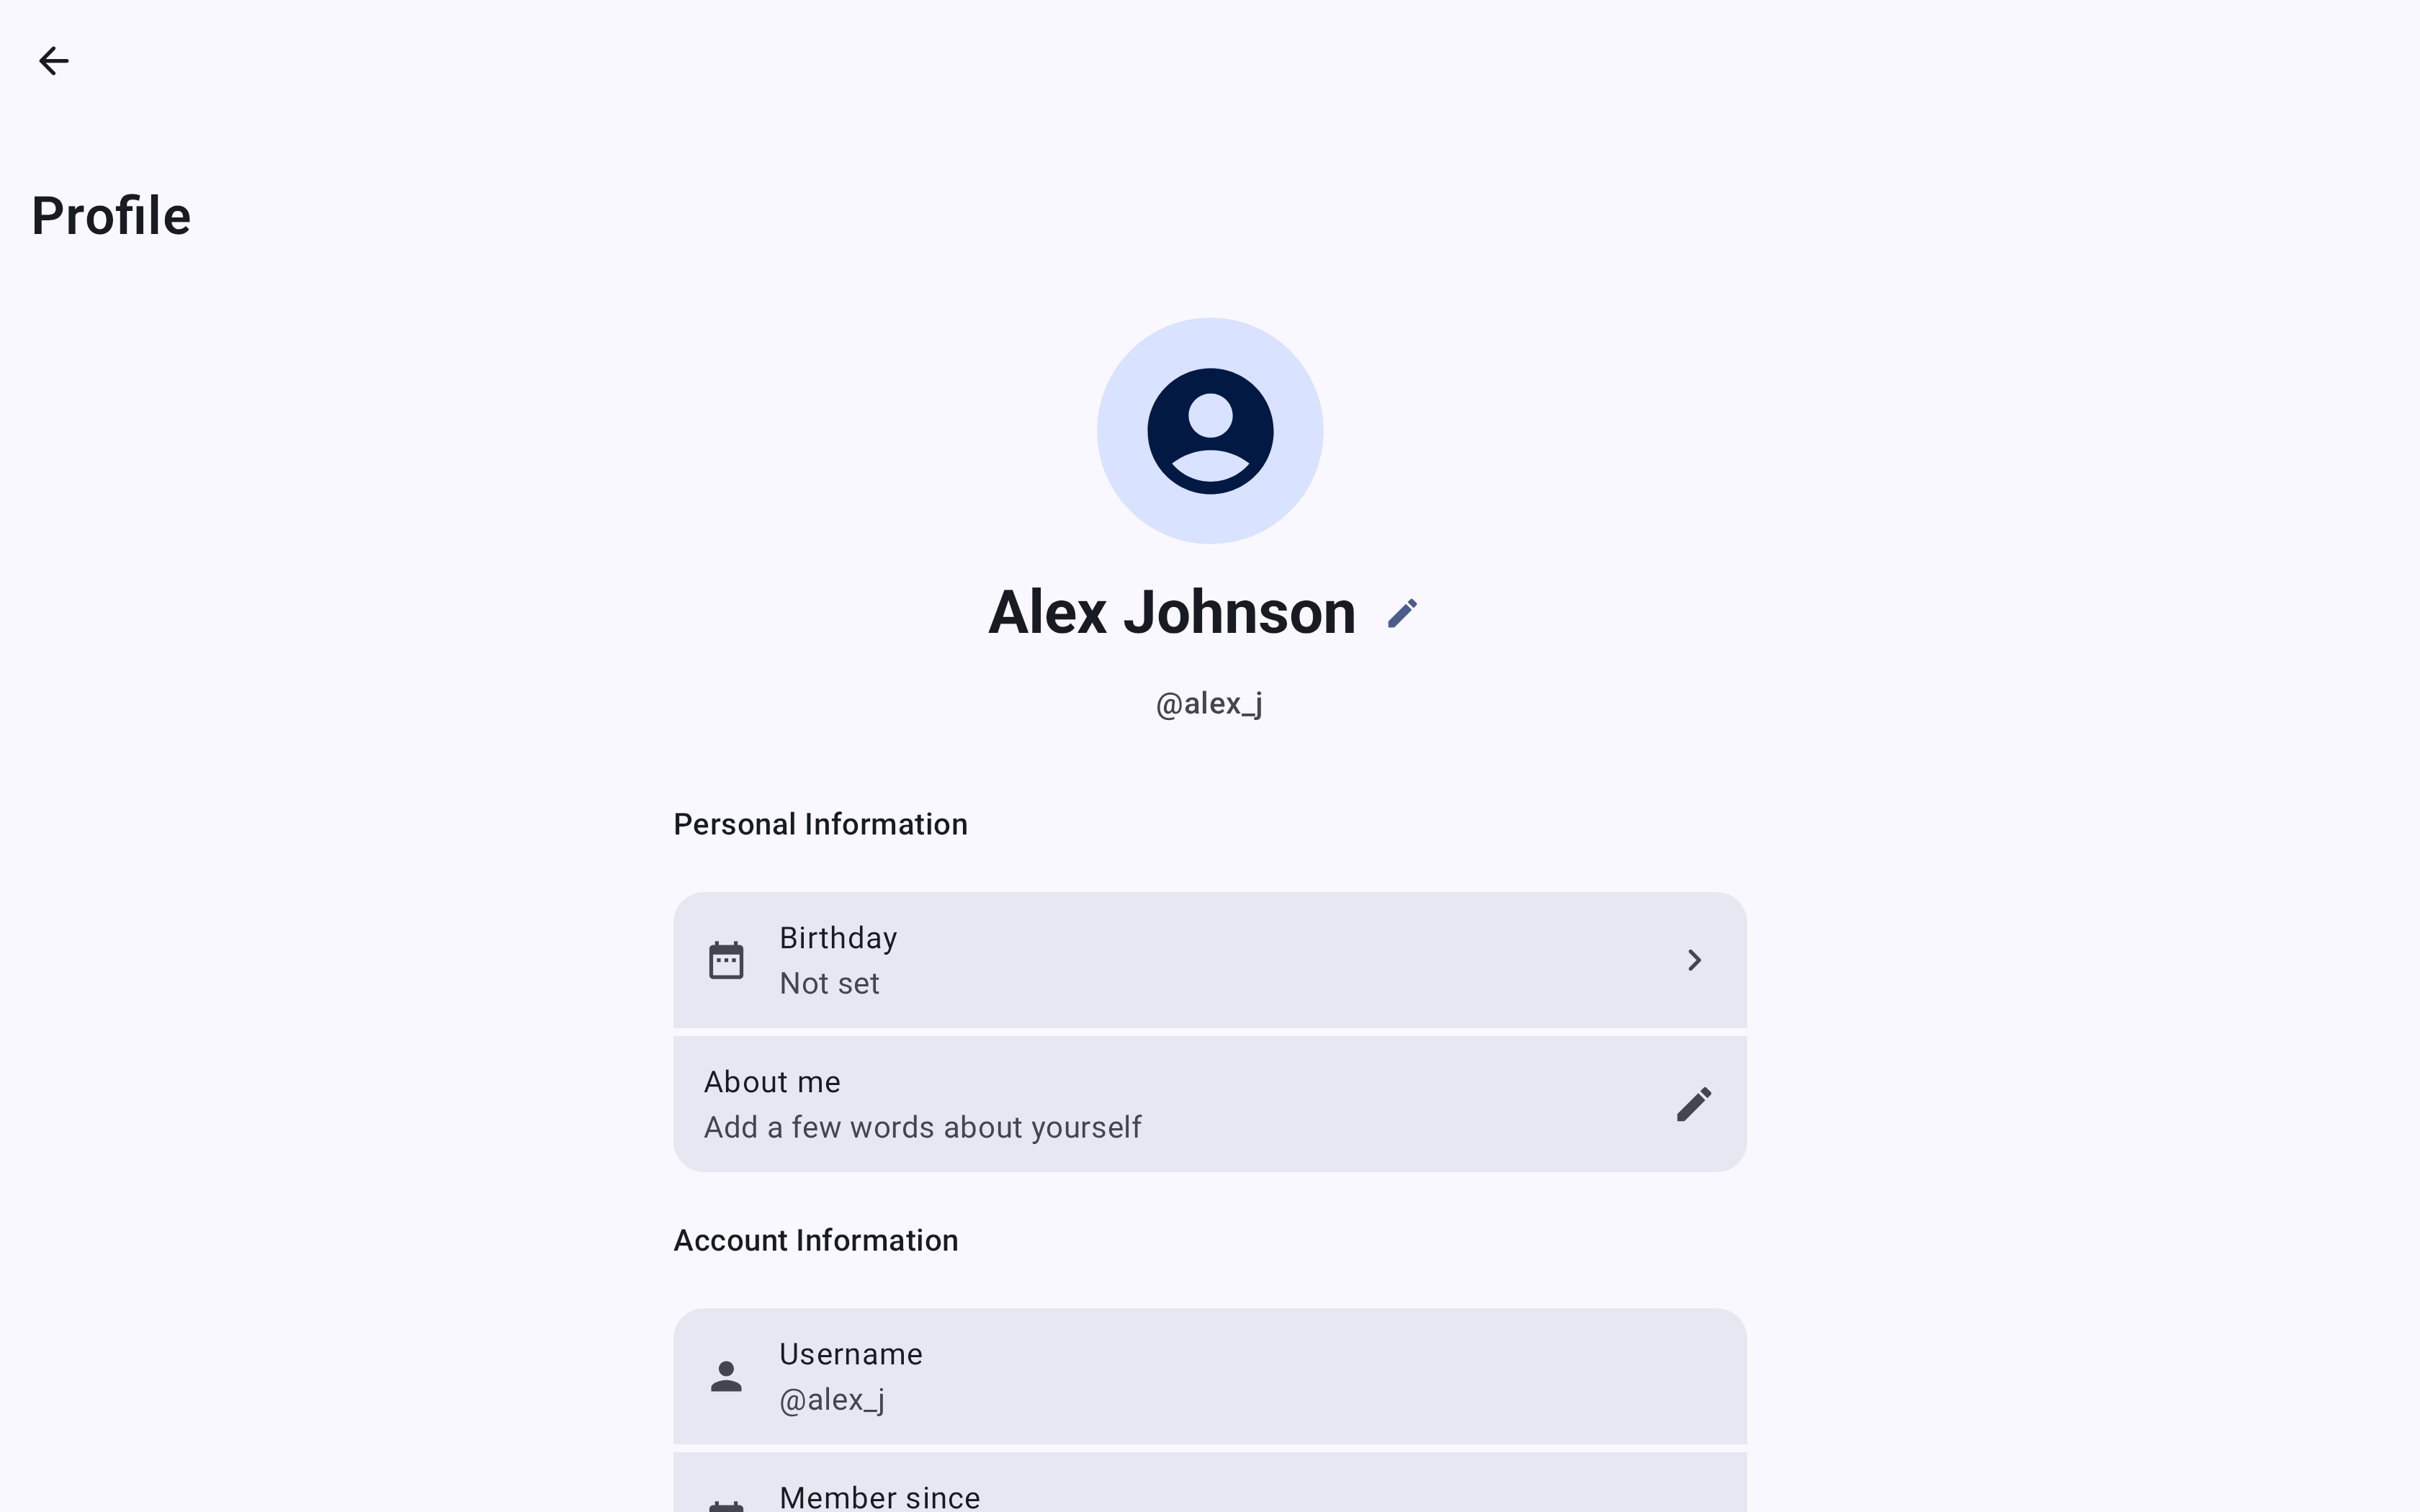 Profile
Alex Johnson
@alex_j
Personal Information
Birthday
Not set
About me
Add a few words about yourself
Account Information
Username
@alex_j
Member since